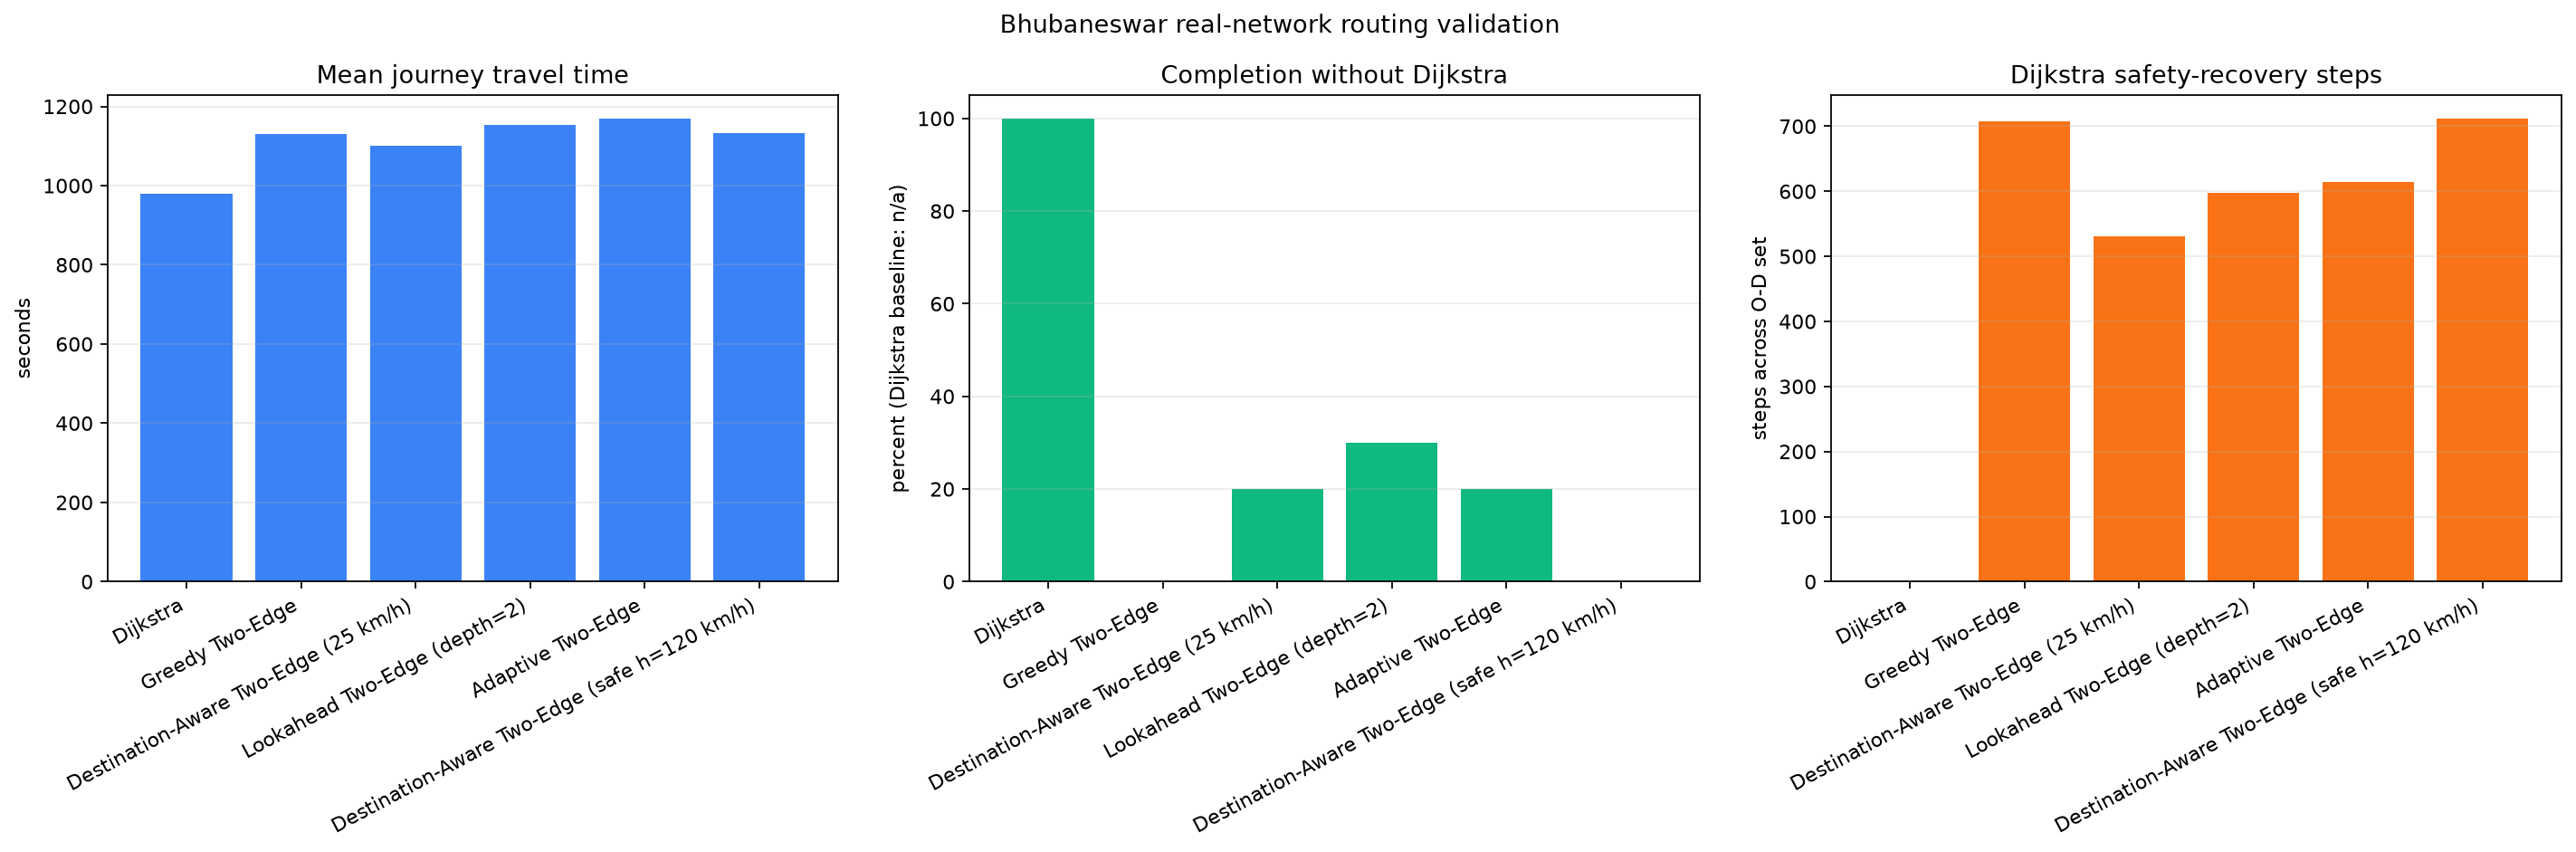 Bhubaneswar real-network routing validation
Mean journey travel time
seconds
1200
1000
800
600
400
200
0
Dijkstra
Greedy Two-Edge
Destination-Aware Two-Edge (25 km/h)
Lookahead Two-Edge (depth=2)
Adaptive Two-Edge
Destination-Aware Two-Edge (safe h=120 km/h)
Completion without Dijkstra
percent (Dijkstra baseline: n/a)
100
80
60
40
20
0
Dijkstra
Greedy Two-Edge
Destination-Aware Two-Edge (25 km/h)
Lookahead Two-Edge (depth=2)
Adaptive Two-Edge
Destination-Aware Two-Edge (safe h=120 km/h)
Dijkstra safety-recovery steps
steps across O-D set
700
600
500
400
300
200
100
0
Dijkstra
Greedy Two-Edge
Destination-Aware Two-Edge (25 km/h)
Lookahead Two-Edge (depth=2)
Adaptive Two-Edge
Destination-Aware Two-Edge (safe h=120 km/h)